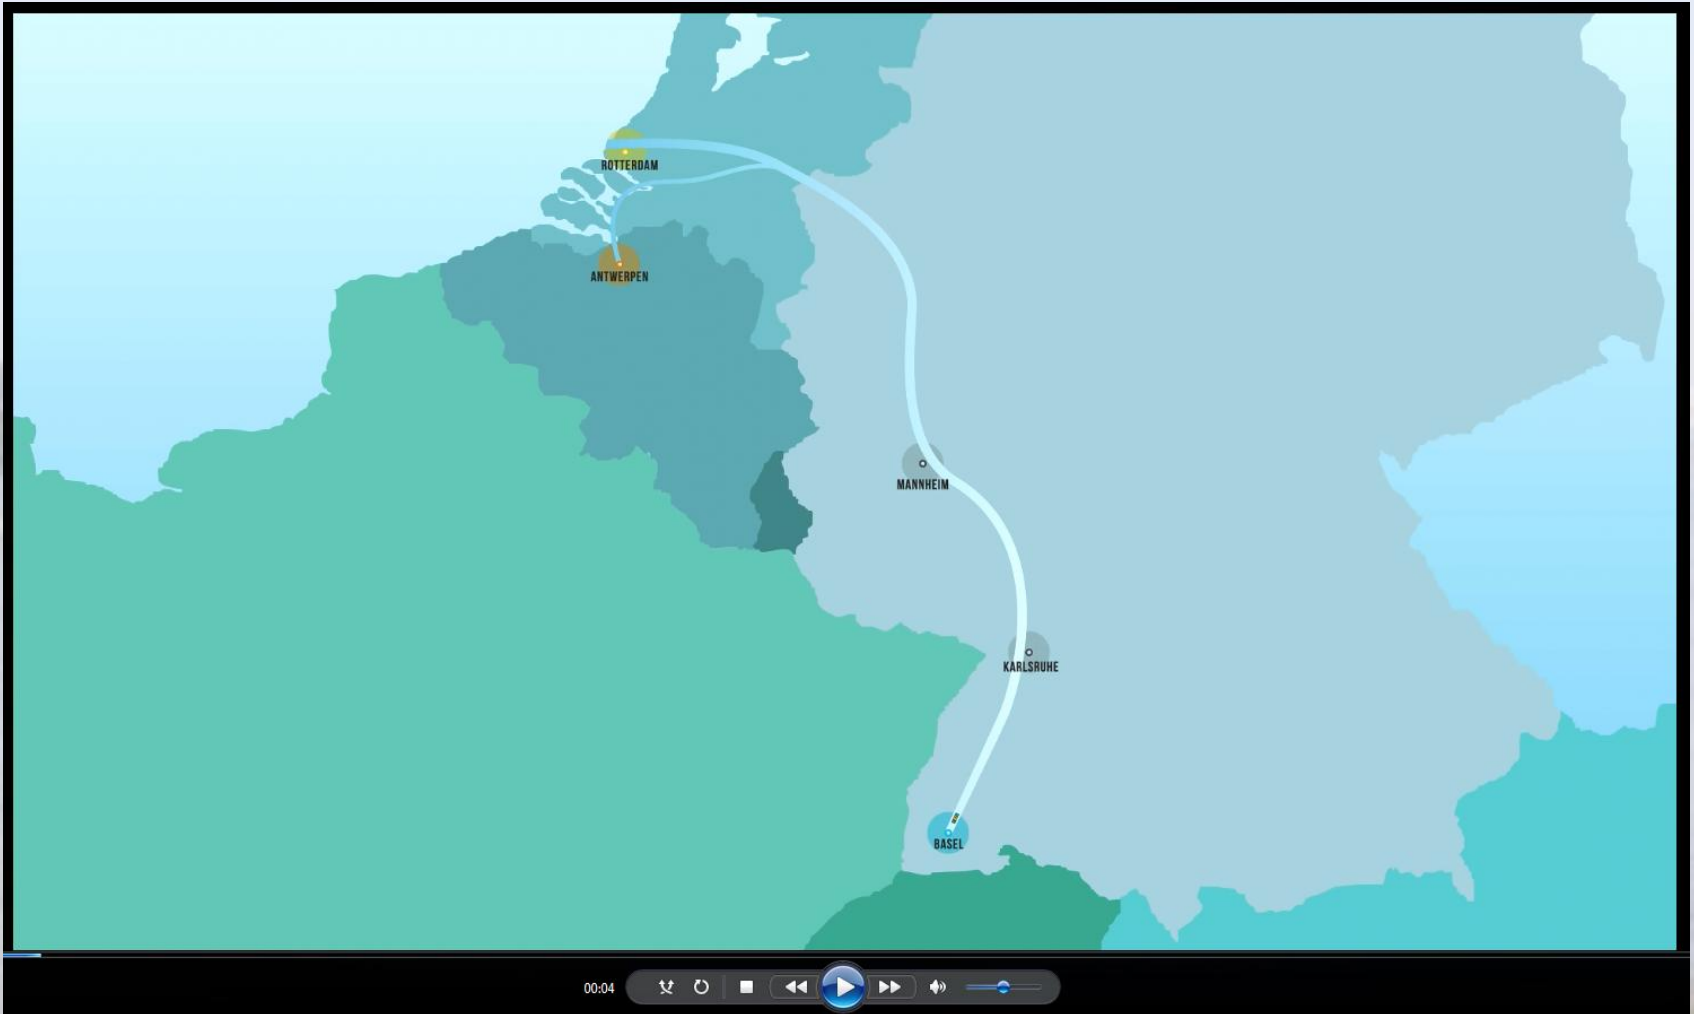 ROTTERDAM
ANTWERPEN
MANNHEIM
KARLSRUHE
BASEL
00:04